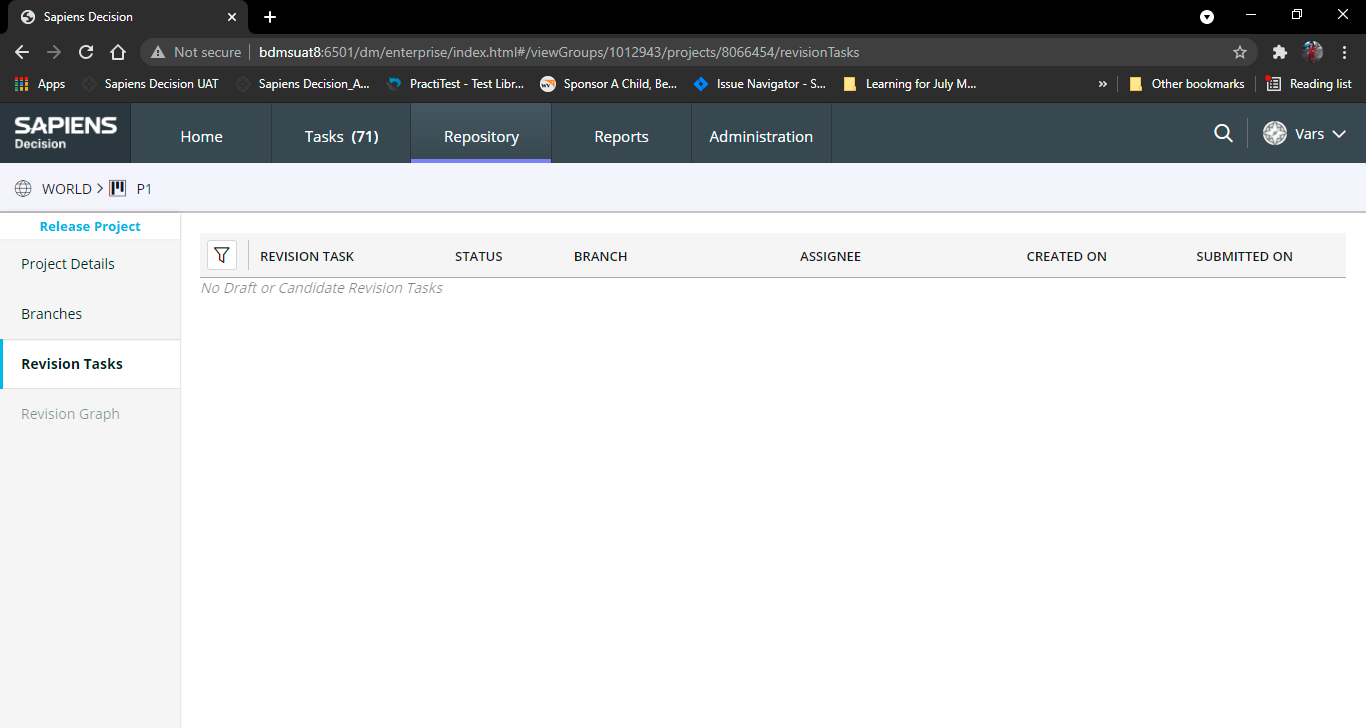 Sapiens Decision
Not secure bdmsuat8:6501/dm/enterprise/index.html#/viewGroups/1012943/projects/8066454/revisionTasks
Apps Sapiens Decision UAT Sapiens Decision_A... PractiTest - Test Libr... Sponsor A Child, Be... Issue Navigator - S... Learning for July M... » Other bookmarks Reading list
SAPIENS
Decision
Home Tasks (71) Repository Reports Administration Vars
WORLD > P1
Release Project
Project Details
Branches
Revision Tasks
Revision Graph
REVISION TASK STATUS BRANCH ASSIGNEE CREATED ON SUBMITTED ON
No Draft or Candidate Revision Tasks